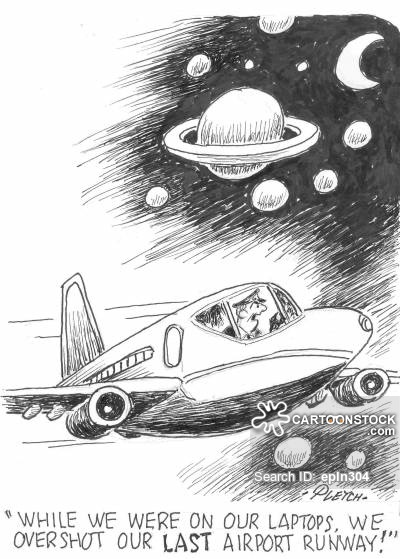 CARTOONSTOCK
.com
Search ID: epln304
-PLETCH-
"WHILE WE WERE ON OUR LAPTOPS, WE
OVERSHOT OUR LAST AIRPORT RUNWAY!"